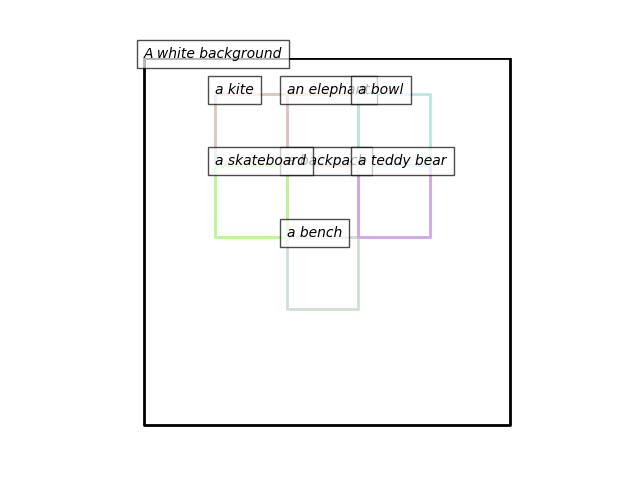 A white background
a kite
an elephant
a bowl
a skateboard
a backpack
a teddy bear
a bench